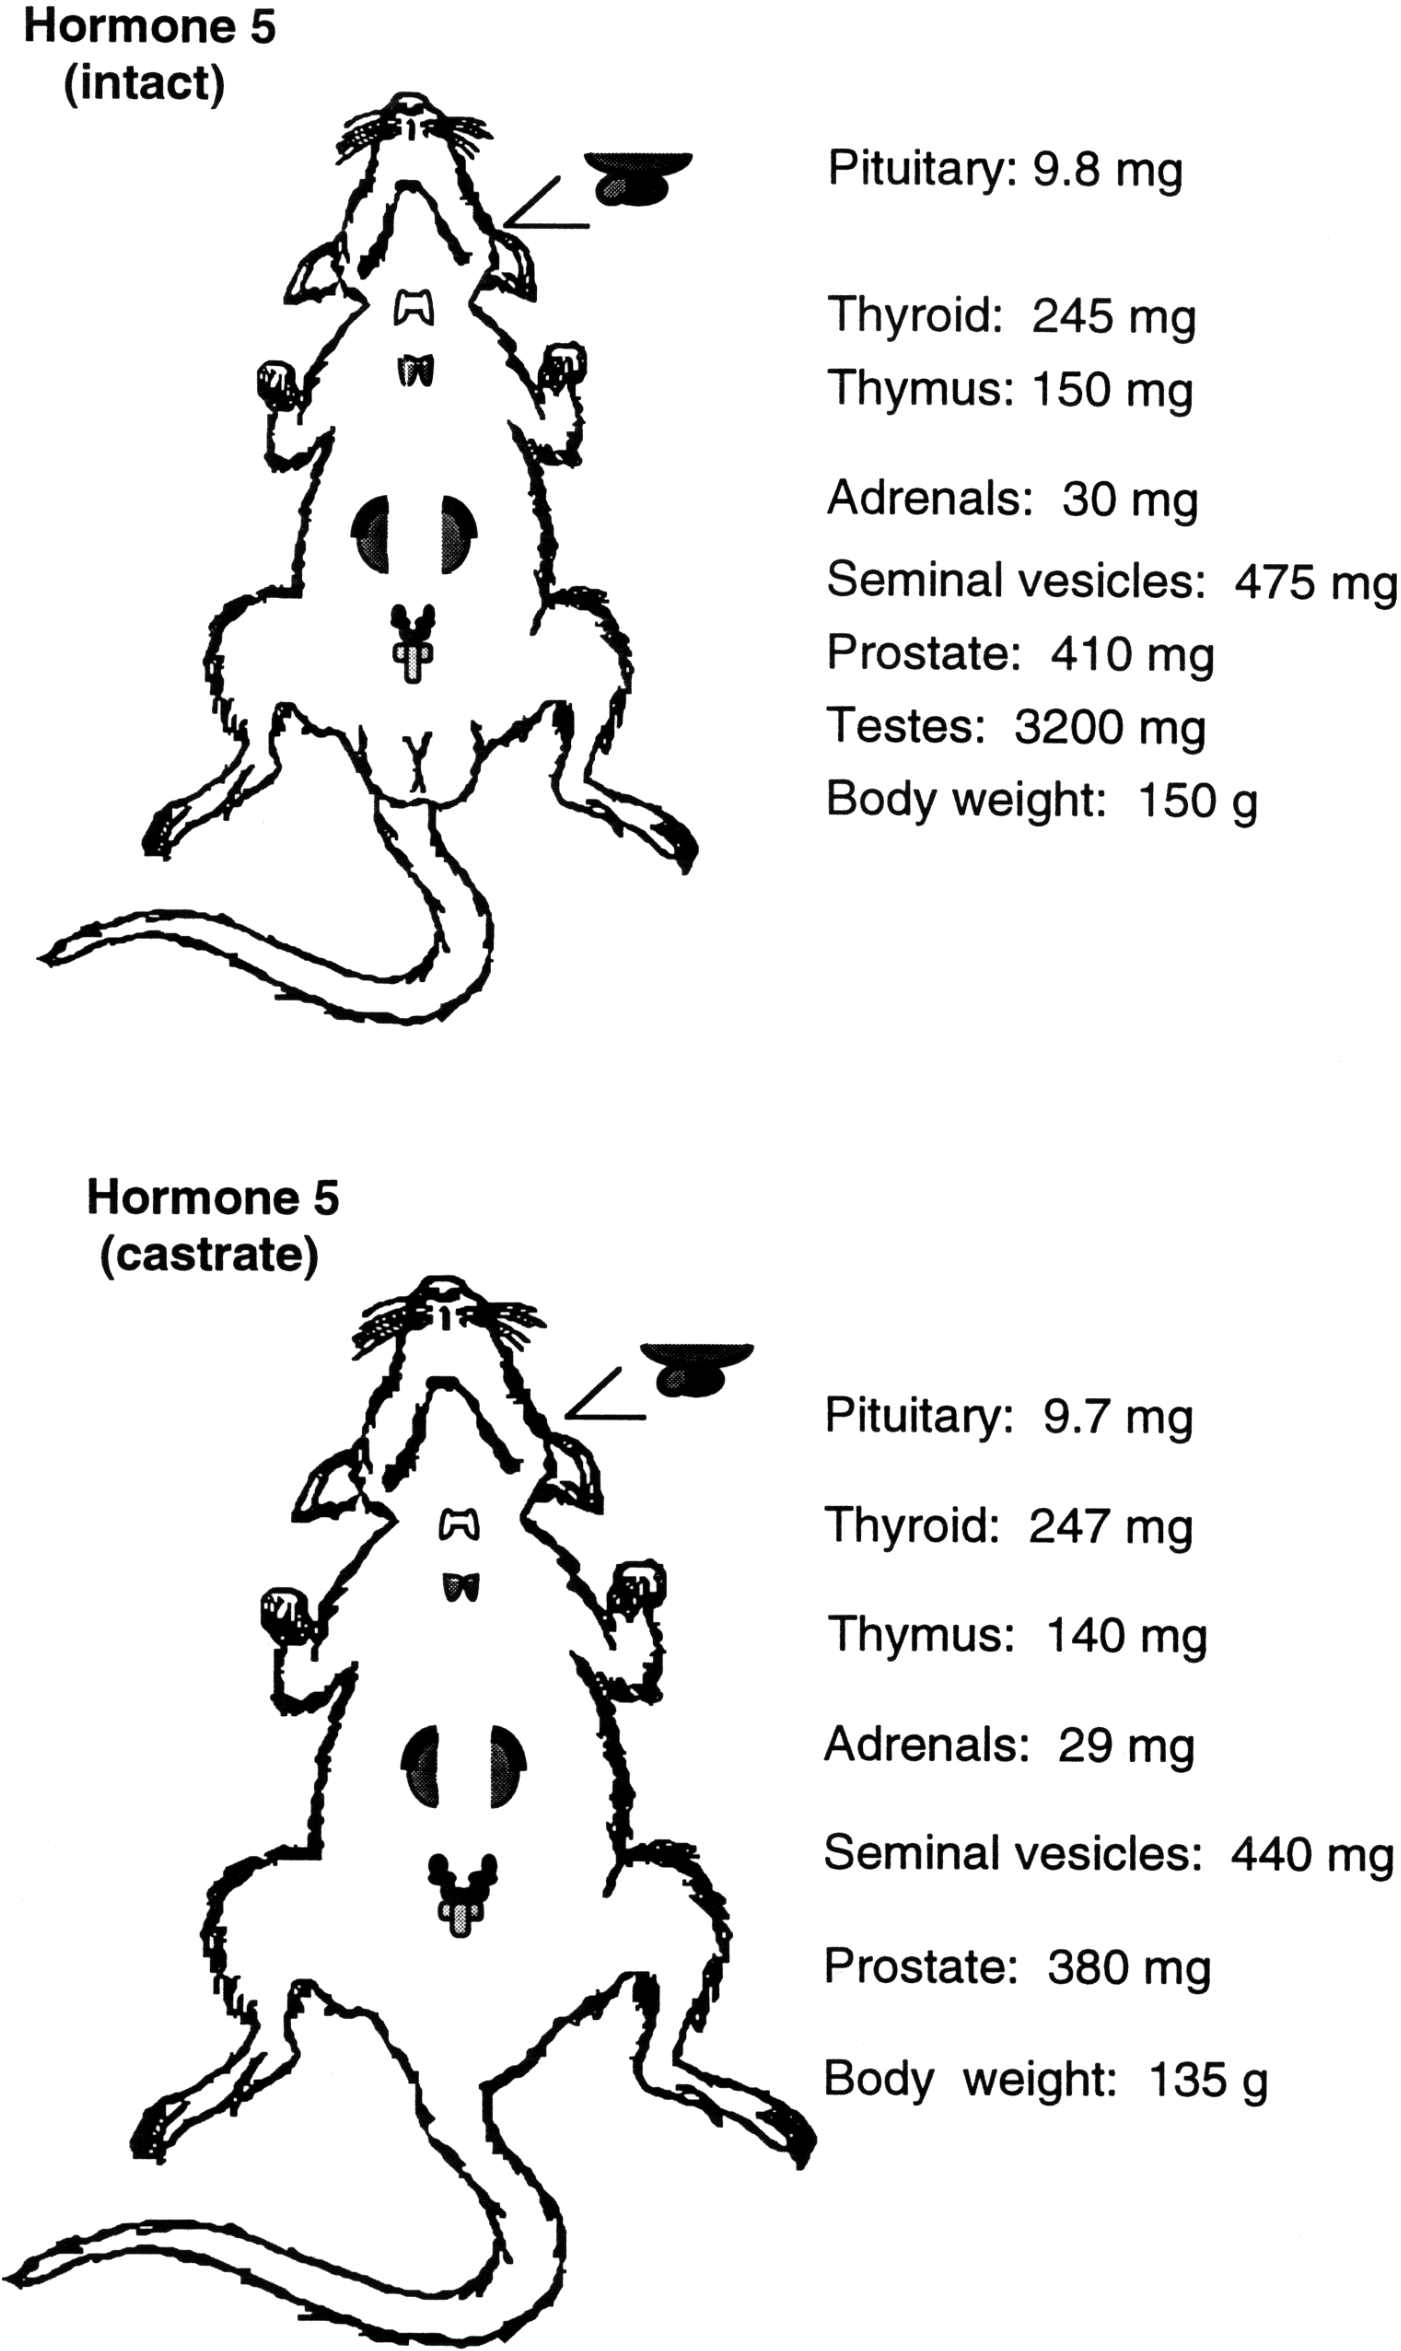 Hormone 5
(intact)
Pituitary: 9.8 mg
Thyroid: 245 mg
Thymus: 150 mg
Adrenals: 30 mg
Seminal vesicles: 475 mg
Prostate: 410 mg
Testes: 3200 mg
Body weight: 150 g
Hormone 5
(castrate)
Pituitary: 9.7 mg
Thyroid: 247 mg
Thymus: 140 mg
Adrenals: 29 mg
Seminal vesicles: 440 mg
Prostate: 380 mg
Body weight: 135 g